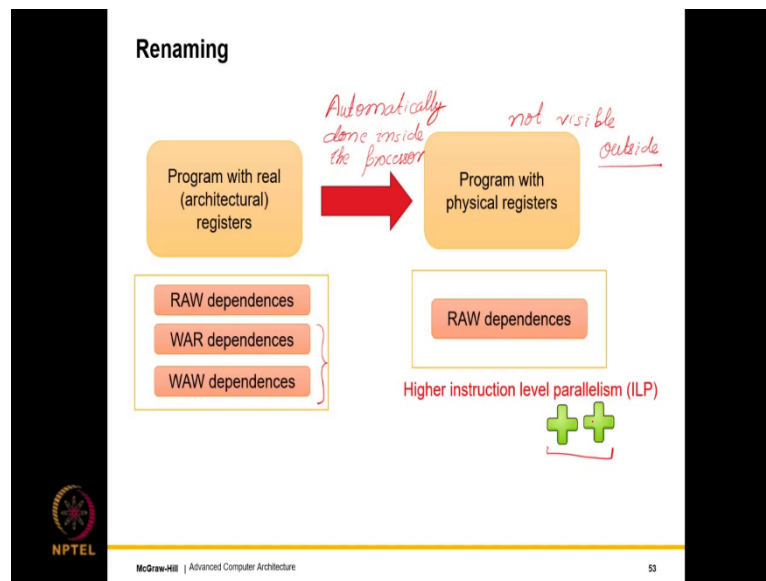 Renaming
Automatically
done inside
the processor
not visible
outside
Program with real
(architectural)
registers
Program with
physical registers
RAW dependences
WAR dependences
WAW dependences
RAW dependences
Higher instruction level parallelism (ILP)
NPTEL
McGraw-Hill | Advanced Computer Architecture
53